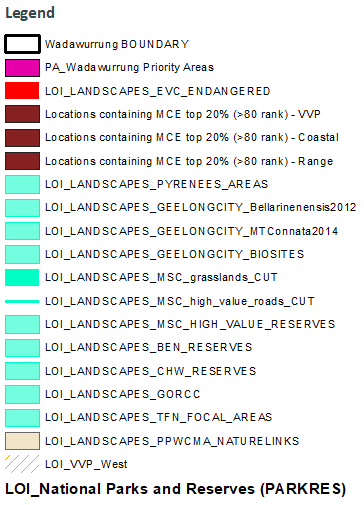 Legend
Wadawurrung BOUNDARY
PA_Wadawurrung Priority Areas
LOI_LANDSCAPES_EVC_ENDANGERED
Locations containing MCE top 20% (>80 rank) - VVP
Locations containing MCE top 20% (>80 rank) - Coastal
Locations containing MCE top 20% (>80 rank) - Range
LOI_LANDSCAPES_PYRENEES_AREAS
LOI_LANDSCAPES_GEELONGCITY_Bellarinenensis2012
LOI_LANDSCAPES_GEELONGCITY_MTConnata2014
LOI_LANDSCAPES_GEELONGCITY_BIOSITES
LOI_LANDSCAPES_MSC_grasslands_CUT
LOI_LANDSCAPES_MSC_high_value_roads_CUT
LOI_LANDSCAPES_MSC_HIGH_VALUE_RESERVES
LOI_LANDSCAPES_BEN_RESERVES
LOI_LANDSCAPES_CHW_RESERVES
LOI_LANDSCAPES_GORCC
LOI_LANDSCAPES_TFN_FOCAL_AREAS
LOI_LANDSCAPES_PPWCMA_NATURELINKS
LOI_VVP_West
LOI_National Parks and Reserves (PARKRES)